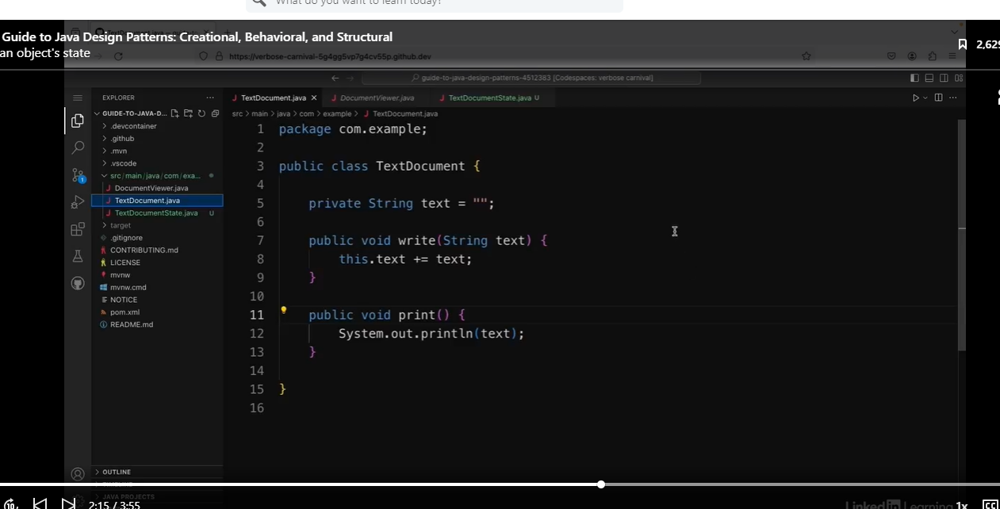 What do you want to learn today?
Guide to Java Design Patterns: Creational, Behavioral, and Structural
an object's state
2,629
https://verbose-carnival-5g4gg5vp7g4cv55p.github.dev
guide-to-java-design-patterns-4512383 [Codespaces: verbose carnival]
EXPLORER
TextDocument.java
DocumentViewer.java
TextDocumentState.java U
GUIDE-TO-JAVA-D...
src > main > java > com > example > TextDocument.java
.devcontainer
.github
.mvn
.vscode
src/main/java/com/exa...
DocumentViewer.java
TextDocument.java
TextDocumentState.java U
target
.gitignore
CONTRIBUTING.md
LICENSE
mvnw
mvnw.cmd
NOTICE
pom.xml
README.md
1
1 package com.example;
2
3 public class TextDocument {
4
5 private String text = "";
6
7 public void write(String text) {
8 this.text += text;
9 }
10
11 public void print() {
12 System.out.println(text);
13 }
14
15 }
16
OUTLINE
TIMELINE
JAVA PROJECTS
10
2:15 / 3:55
LinkedIn Learning
1x
CC